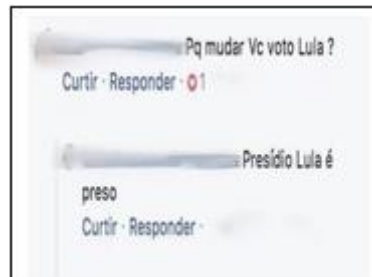 Pq mudar Vc voto Lula ?
Curtir · Responder · 1
Presídio Lula é
preso
Curtir · Responder ·